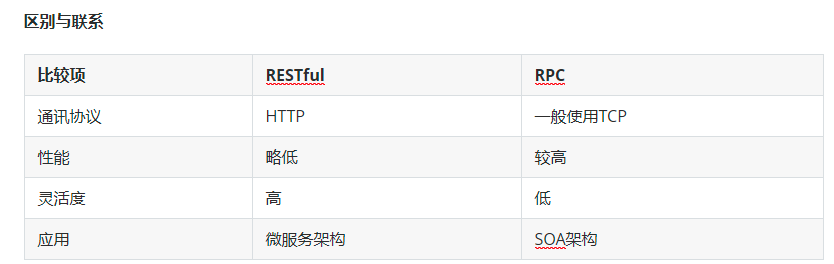 区别与联系
比较项 RESTful RPC
通讯协议 HTTP 一般使用TCP
性能 略低 较高
灵活度 高 低
应用 微服务架构 SOA架构